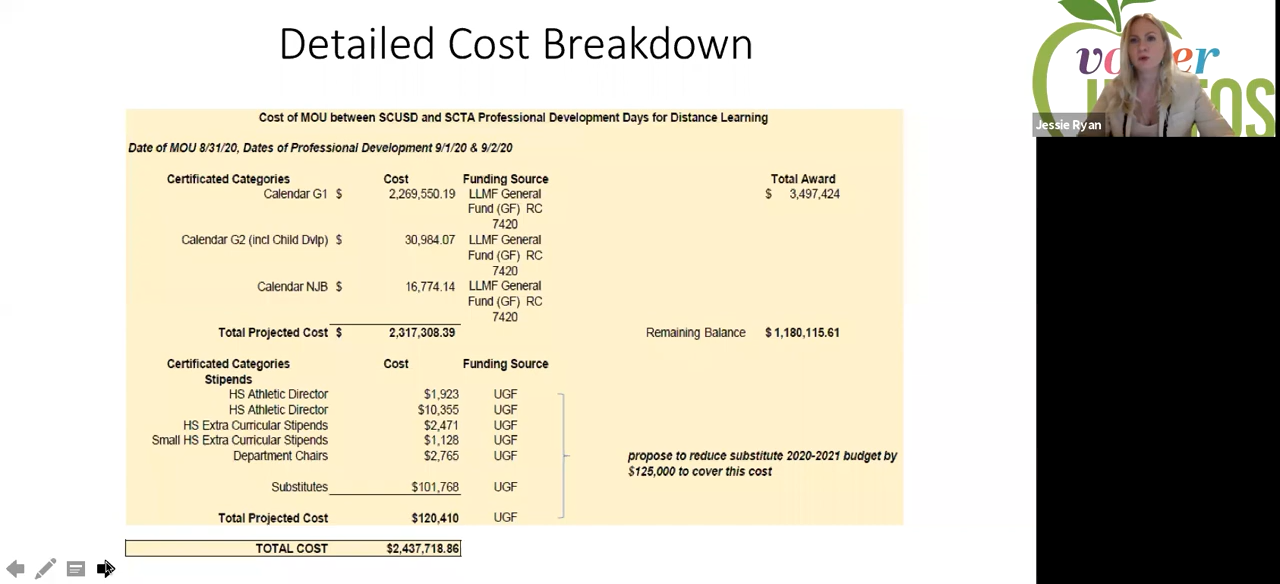 Detailed Cost Breakdown
Cost of MOU between SCUSD and SCTA Professional Development Days for Distance Learning
Date of MOU 8/31/20, Dates of Professional Development 9/1/20 & 9/2/20
Certificated Categories Cost Funding Source Total Award
Calendar G1 $ 2,269,550.19 LLMF General $ 3,497,424
Fund (GF) RC
7420
Calendar G2 (incl Child Dvlp) $ 30,984.07 LLMF General
Fund (GF) RC
7420
Calendar NJB $ 16,774.14 LLMF General
Fund (GF) RC
7420
Total Projected Cost $ 2,317,308.39 Remaining Balance $ 1,180,115.61
Certificated Categories Cost Funding Source
Stipends
HS Athletic Director $1,923 UGF
HS Athletic Director $10,355 UGF
HS Extra Curricular Stipends $2,471 UGF
Small HS Extra Curricular Stipends $1,128 UGF
Department Chairs $2,765 UGF
propose to reduce substitute 2020-2021 budget by
$125,000 to cover this cost
Substitutes $101,768 UGF
Total Projected Cost $120,410 UGF
TOTAL COST $2,437,718.86
Jessie Ryan